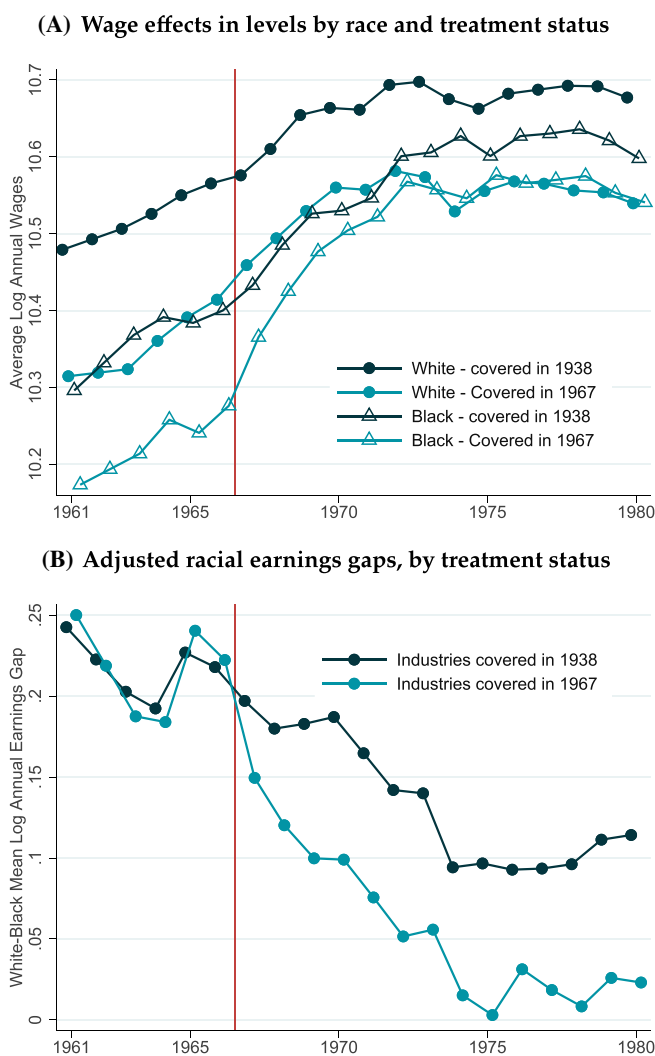 (A) Wage effects in levels by race and treatment status
Average Log Annual Wages
10.7
10.6
10.5
10.4
10.3
10.2
White - covered in 1938
White - Covered in 1967
Black - covered in 1938
Black - Covered in 1967
1961 1965 1970 1975 1980
(B) Adjusted racial earnings gaps, by treatment status
White-Black Mean Log Annual Earnings Gap
.25
.2
.15
.1
.05
0
Industries covered in 1938
Industries covered in 1967
1961 1965 1970 1975 1980